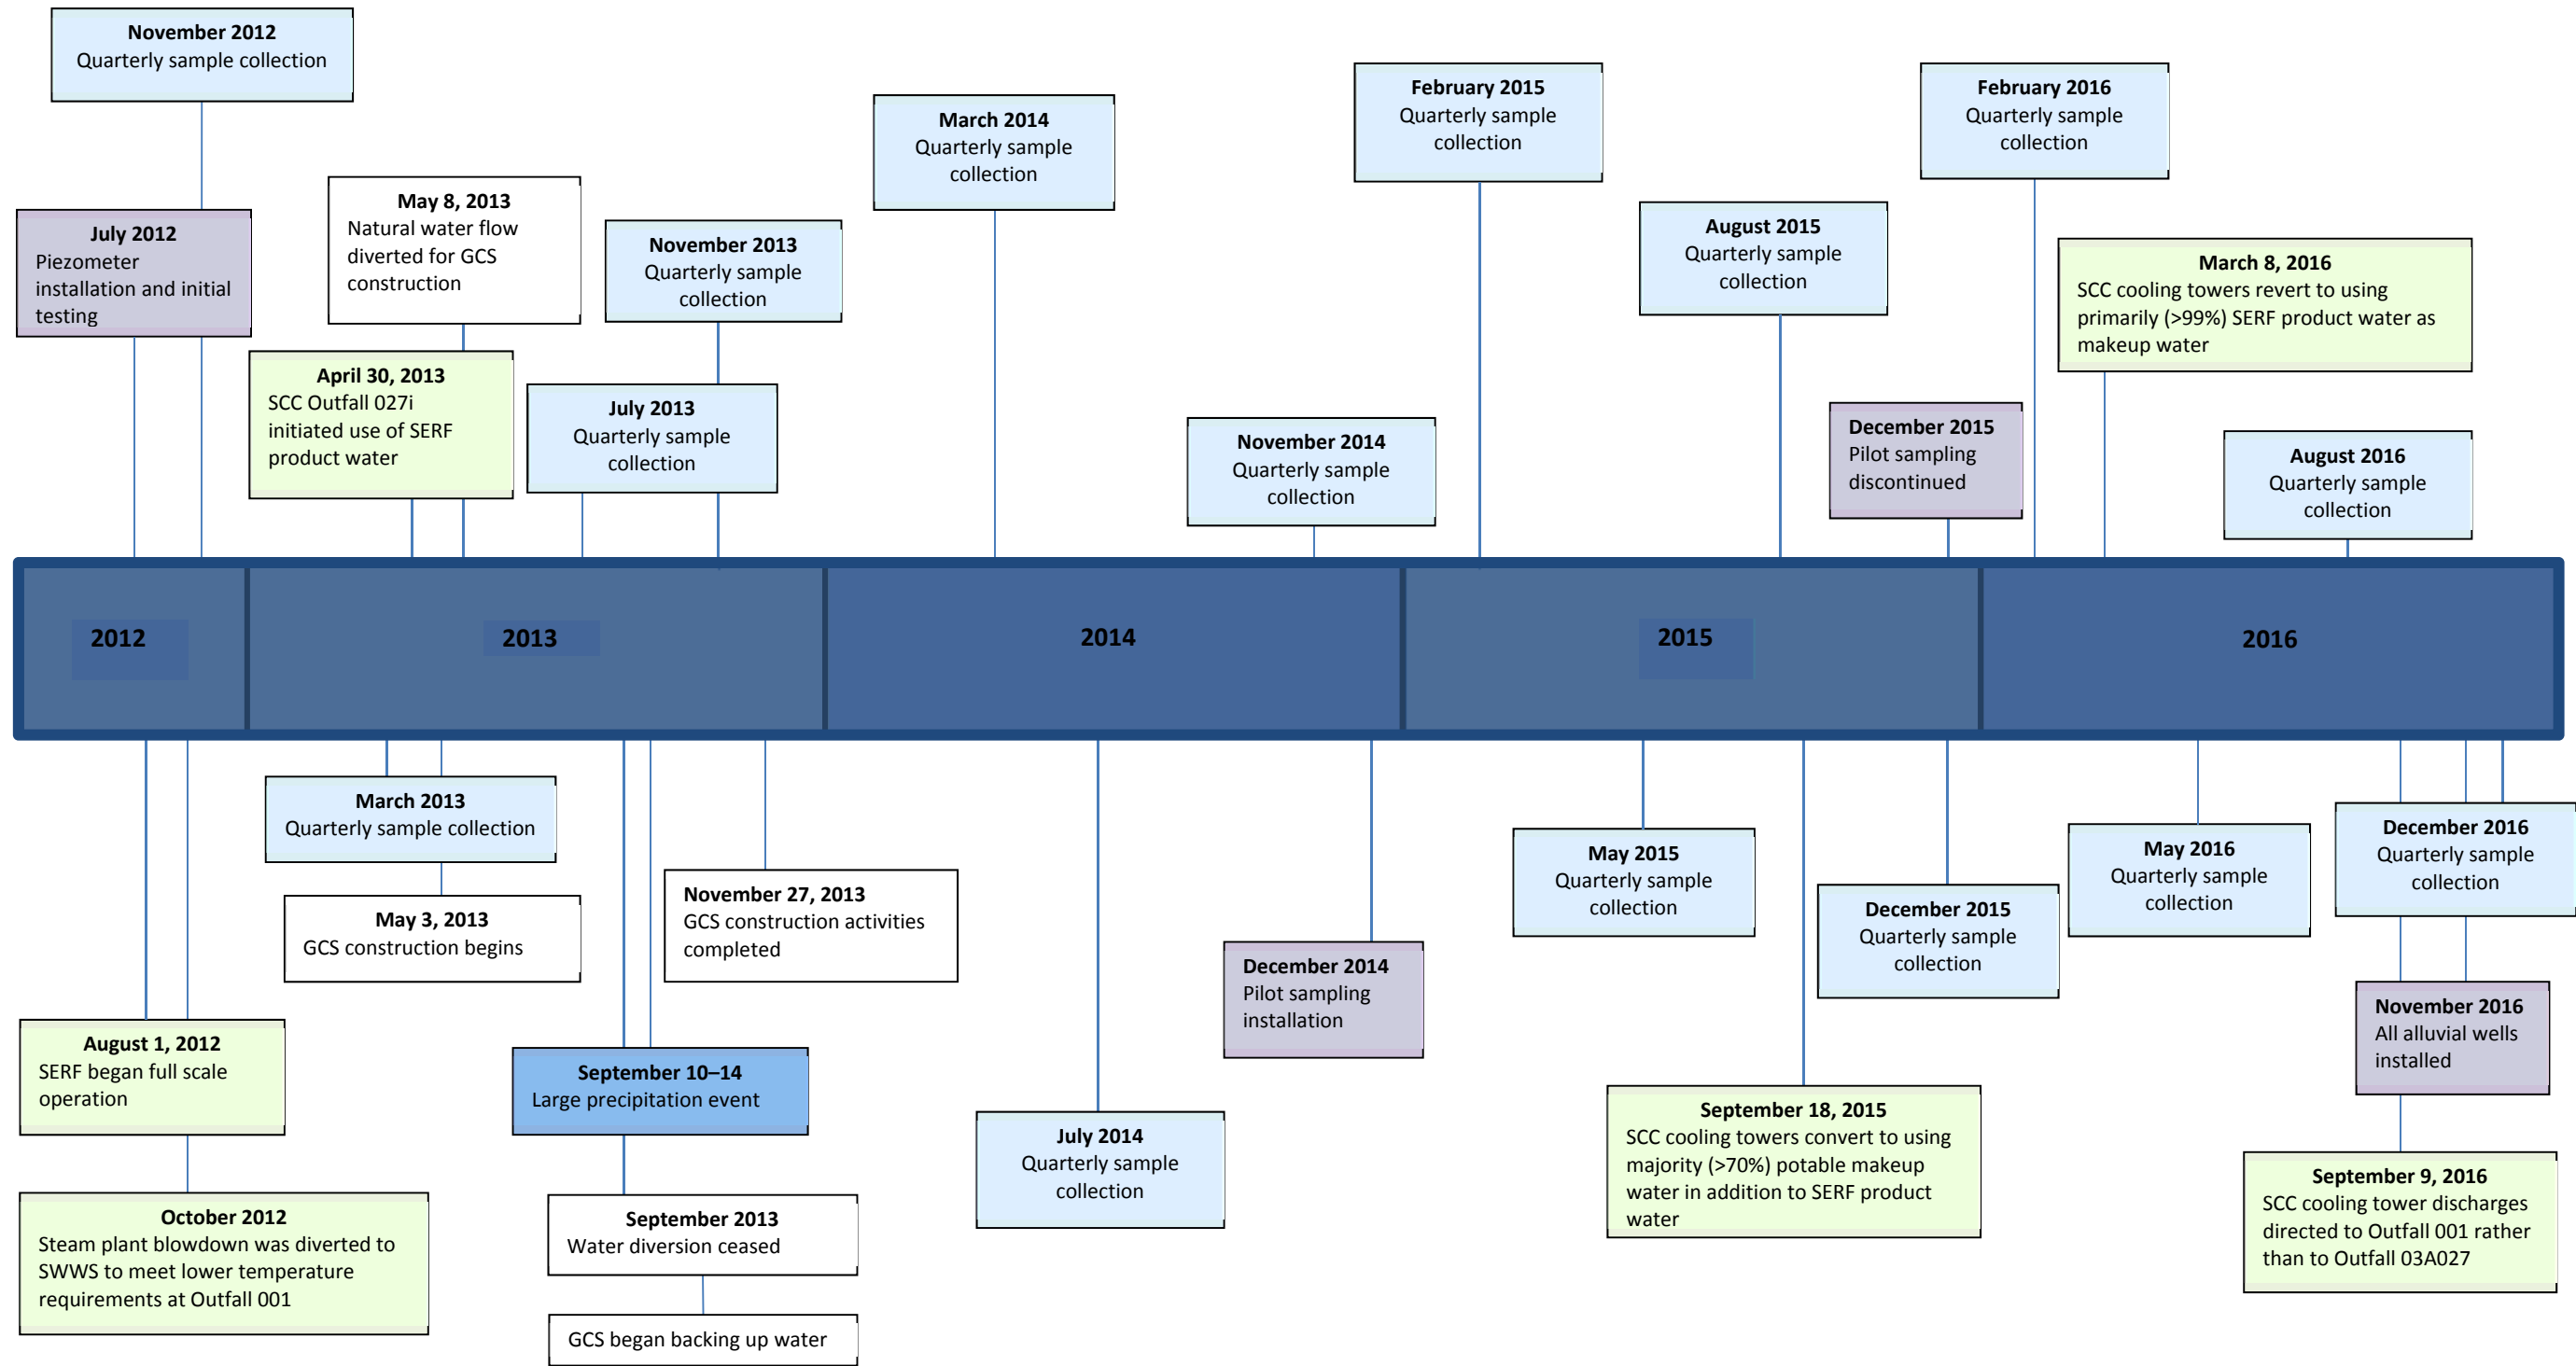 November 2012
Quarterly sample collection
July 2012
Piezometer
installation and initial
testing
May 8, 2013
Natural water flow
diverted for GCS
construction
April 30, 2013
SCC Outfall 027i
initiated use of SERF
product water
November 2013
Quarterly sample
collection
July 2013
Quarterly sample
collection
March 2014
Quarterly sample
collection
November 2014
Quarterly sample
collection
February 2015
Quarterly sample
collection
August 2015
Quarterly sample
collection
December 2015
Pilot sampling
discontinued
February 2016
Quarterly sample
collection
March 8, 2016
SCC cooling towers revert to using
primarily (>99%) SERF product water as
makeup water
August 2016
Quarterly sample
collection
2012
2013
2014
2015
2016
March 2013
Quarterly sample collection
May 3, 2013
GCS construction begins
August 1, 2012
SERF began full scale
operation
October 2012
Steam plant blowdown was diverted to
SWWS to meet lower temperature
requirements at Outfall 001
November 27, 2013
GCS construction activities
completed
September 10–14
Large precipitation event
September 2013
Water diversion ceased
GCS began backing up water
July 2014
Quarterly sample
collection
December 2014
Pilot sampling
installation
May 2015
Quarterly sample
collection
September 18, 2015
SCC cooling towers convert to using
majority (>70%) potable makeup
water in addition to SERF product
water
December 2015
Quarterly sample
collection
May 2016
Quarterly sample
collection
December 2016
Quarterly sample
collection
November 2016
All alluvial wells
installed
September 9, 2016
SCC cooling tower discharges
directed to Outfall 001 rather
than to Outfall 03A027